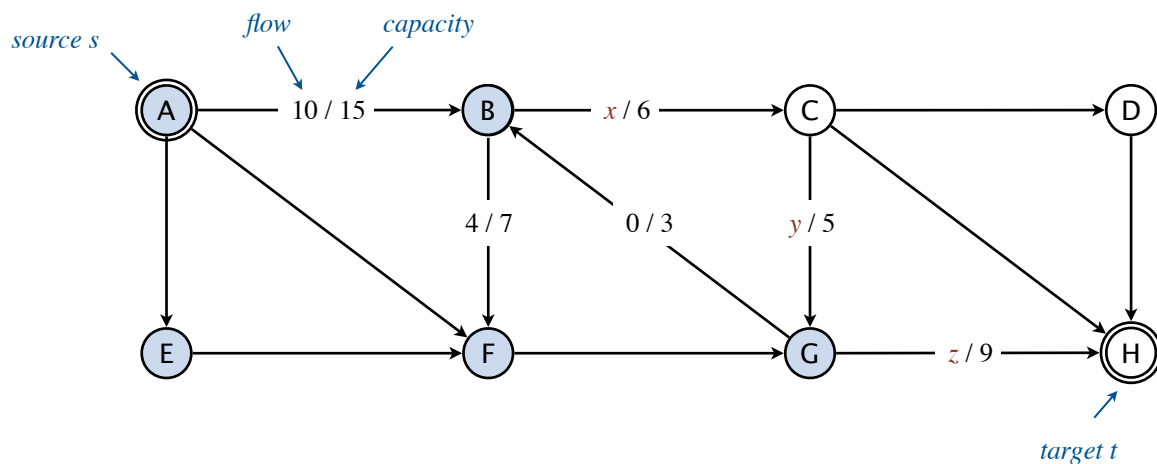 flow
capacity
source s
A
10 / 15
B
x / 6
C
D
4 / 7
0 / 3
y / 5
E
F
G
z / 9
H
target t